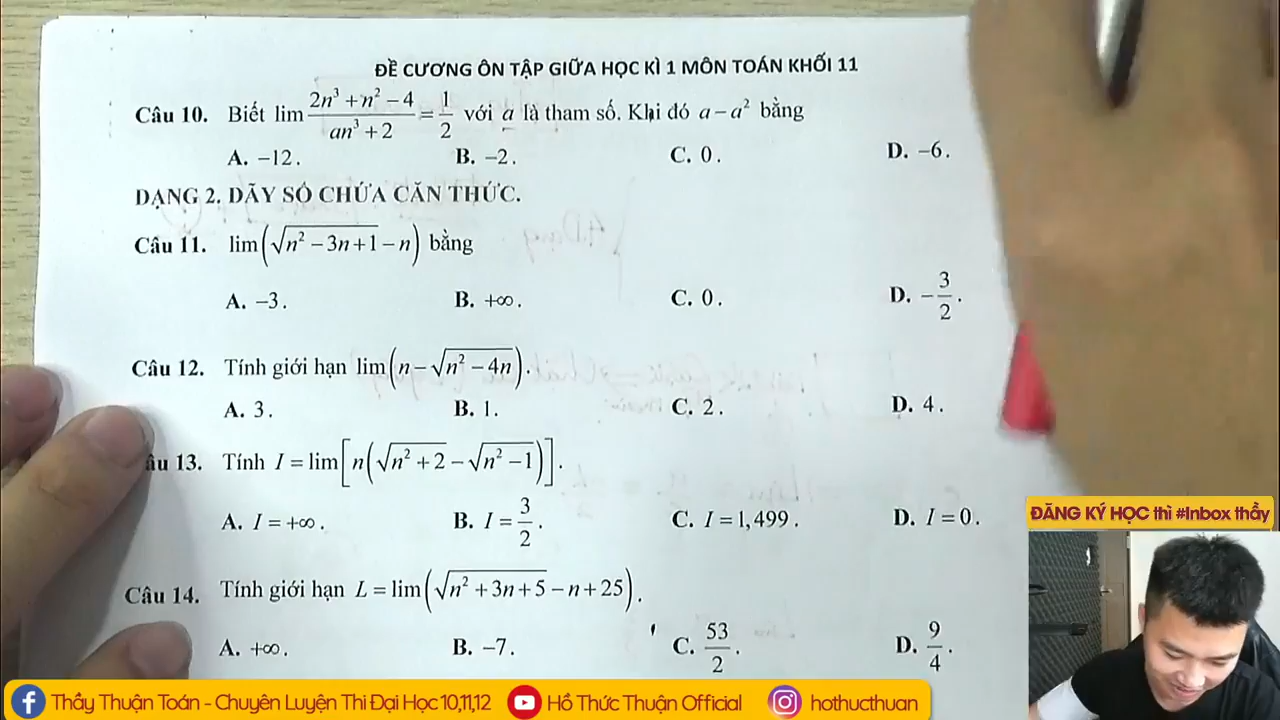 ĐỀ CƯƠNG ÔN TẬP GIỮA HỌC KÌ 1 MÔN TOÁN KHỐI 11
Câu 10. Biết lim (2n³ + n² − 4)/(an³ + 2) = 1/2 với a là tham số. Khi đó a − a² bằng
A. −12. B. −2. C. 0. D. −6.
DẠNG 2. DÃY SỐ CHỨA CĂN THỨC.
Câu 11. lim(√(n² − 3n + 1) − n) bằng
A. −3. B. +∞. C. 0. D. −3/2.
Câu 12. Tính giới hạn lim(n − √(n² − 4n)).
A. 3. B. 1. C. 2. D. 4.
âu 13. Tính I = lim[n(√(n² + 2) − √(n² − 1))].
A. I = +∞. B. I = 3/2. C. I = 1,499. D. I = 0.
Câu 14. Tính giới hạn L = lim(√(n² + 3n + 5) − n + 25).
A. +∞. B. −7. C. 53/2. D. 9/4.
ĐĂNG KÝ HỌC thì #Inbox thầy
Thầy Thuận Toán - Chuyên Luyện Thi Đại Học 10,11,12 Hồ Thức Thuận Official hothucthuan